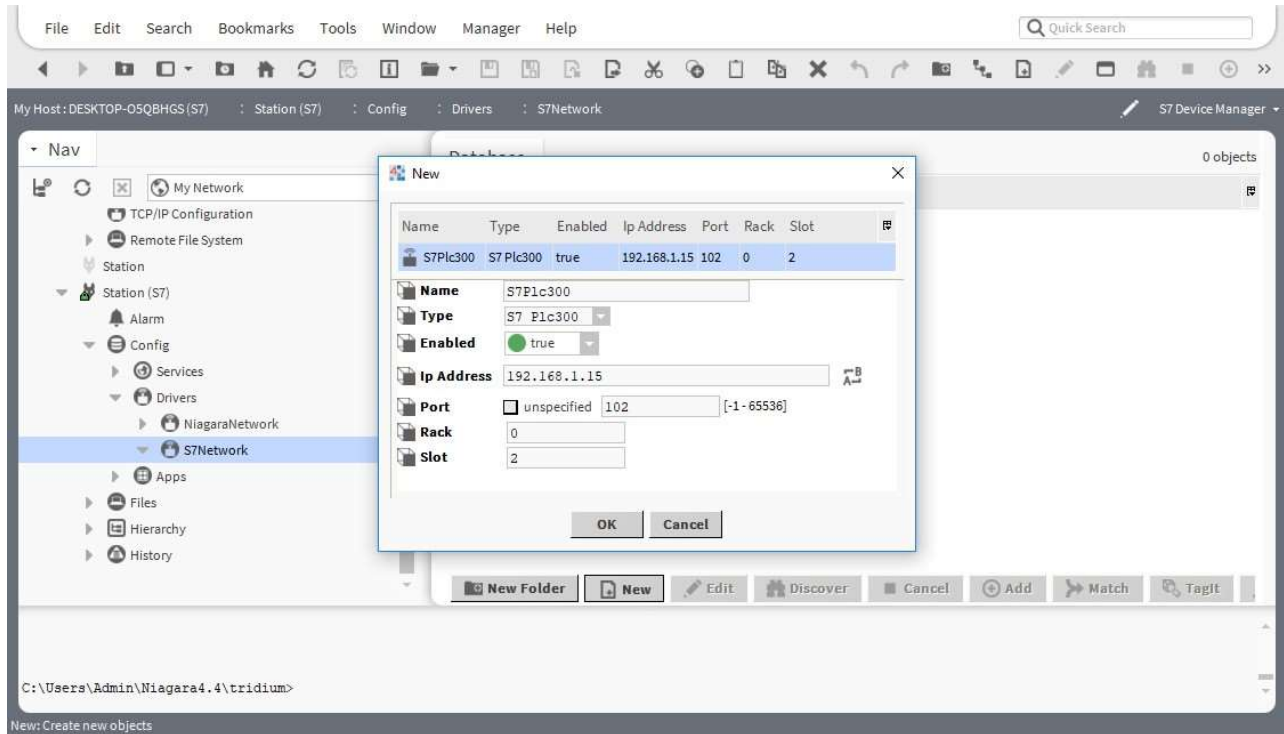 File Edit Search Bookmarks Tools Window Manager Help Quick Search
My Host : DESKTOP-O5QBHGS (S7) : Station (S7) : Config : Drivers : S7Network S7 Device Manager
Nav
0 objects
My Network
TCP/IP Configuration
Remote File System
Station
Station (S7)
Alarm
Config
Services
Drivers
NiagaraNetwork
S7Network
Apps
Files
Hierarchy
History
New
Name Type Enabled Ip Address Port Rack Slot
S7Plc300 S7 Plc300 true 192.168.1.15 102 0 2
Name S7Plc300
Type S7 Plc300
Enabled true
Ip Address 192.168.1.15
Port unspecified 102 [-1 - 65536]
Rack 0
Slot 2
OK Cancel
New Folder New Edit Discover Cancel Add Match TagIt
C:\Users\Admin\Niagara4.4\tridium>
New: Create new objects